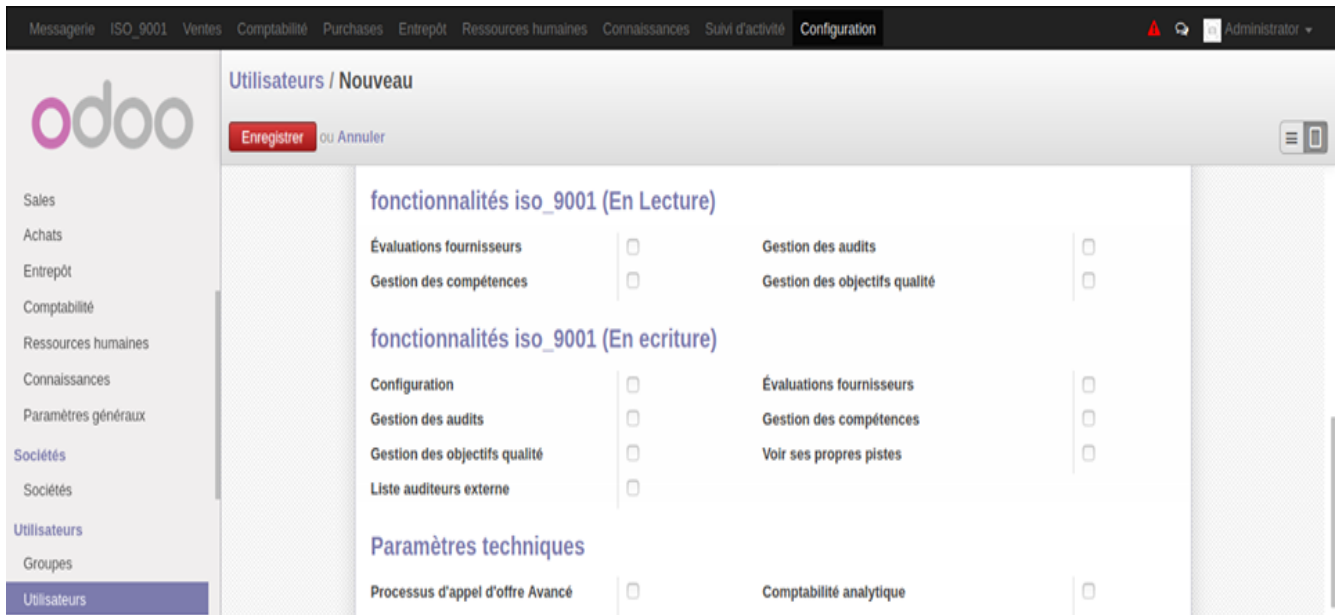 Messagerie ISO_9001 Ventes Comptabilité Purchases Entrepôt Ressources humaines Connaissances Suivi d'activité Configuration Administrator
odoo
Utilisateurs / Nouveau
Enregistrer ou Annuler
Sales
Achats
Entrepôt
Comptabilité
Ressources humaines
Connaissances
Paramètres généraux
Sociétés
Sociétés
Utilisateurs
Groupes
Utilisateurs
fonctionnalités iso_9001 (En Lecture)
Évaluations fournisseurs Gestion des audits
Gestion des compétences Gestion des objectifs qualité
fonctionnalités iso_9001 (En ecriture)
Configuration Évaluations fournisseurs
Gestion des audits Gestion des compétences
Gestion des objectifs qualité Voir ses propres pistes
Liste auditeurs externe
Paramètres techniques
Processus d'appel d'offre Avancé Comptabilité analytique